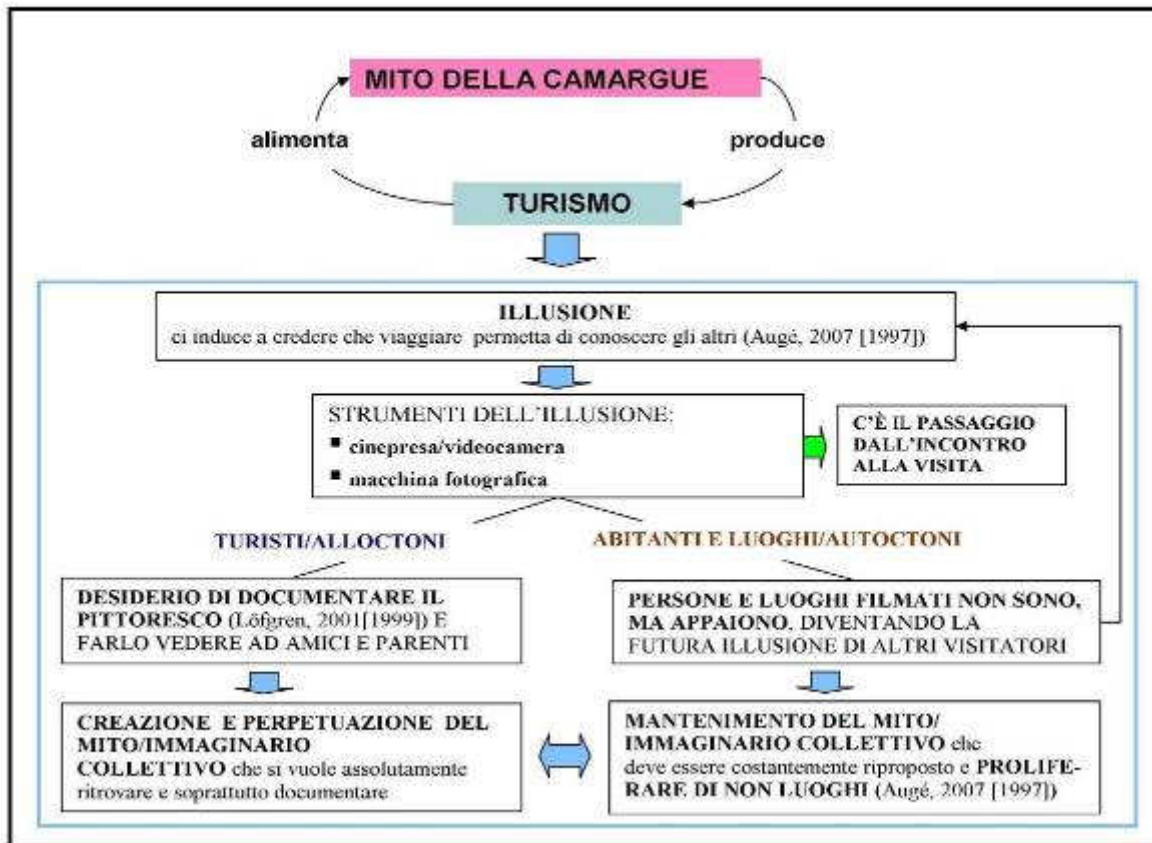 MITO DELLA CAMARGUE
alimenta
produce
TURISMO
ILLUSIONE
ci induce a credere che viaggiare permetta di conoscere gli altri (Augé, 2007 [1997])
STRUMENTI DELL'ILLUSIONE:
▪ cinepresa/videocamera
▪ macchina fotografica
C'È IL PASSAGGIO
DALL'INCONTRO
ALLA VISITA
TURISTI/ALLOCTONI
ABITANTI E LUOGHI/AUTOCTONI
DESIDERIO DI DOCUMENTARE IL
PITTORESCO (Löfgren, 2001[1999]) E
FARLO VEDERE AD AMICI E PARENTI
PERSONE E LUOGHI FILMATI NON SONO,
MA APPAIONO, DIVENTANDO LA
FUTURA ILLUSIONE DI ALTRI VISITATORI
CREAZIONE E PERPETUAZIONE DEL
MITO/IMMAGINARIO
COLLETTIVO che si vuole assolutamente
ritrovare e soprattutto documentare
MANTENIMENTO DEL MITO/
IMMAGINARIO COLLETTIVO che
deve essere costantemente riproposto e PROLIFE-
RARE DI NON LUOGHI (Augé, 2007 [1997])